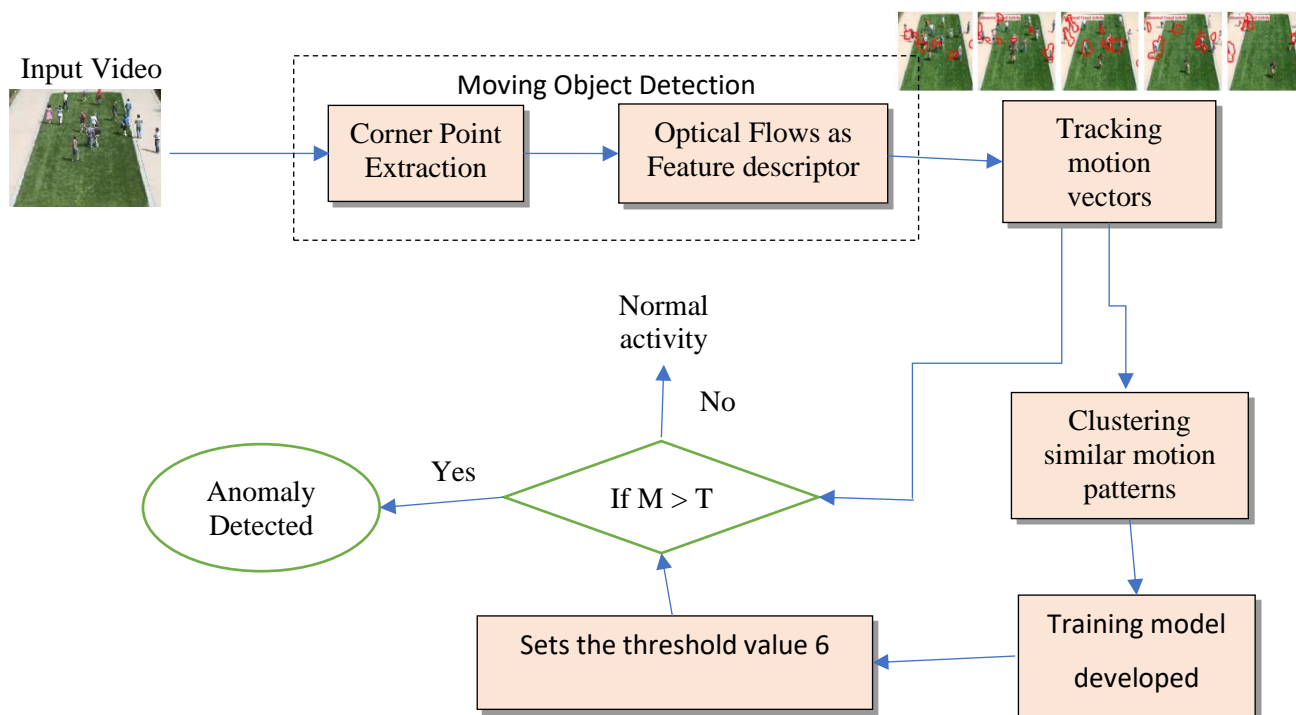 Input Video
Moving Object Detection
Corner Point
Extraction
Optical Flows as
Feature descriptor
Tracking
motion
vectors
Normal
activity
No
Yes
If M > T
Anomaly
Detected
Clustering
similar motion
patterns
Sets the threshold value 6
Training model
developed